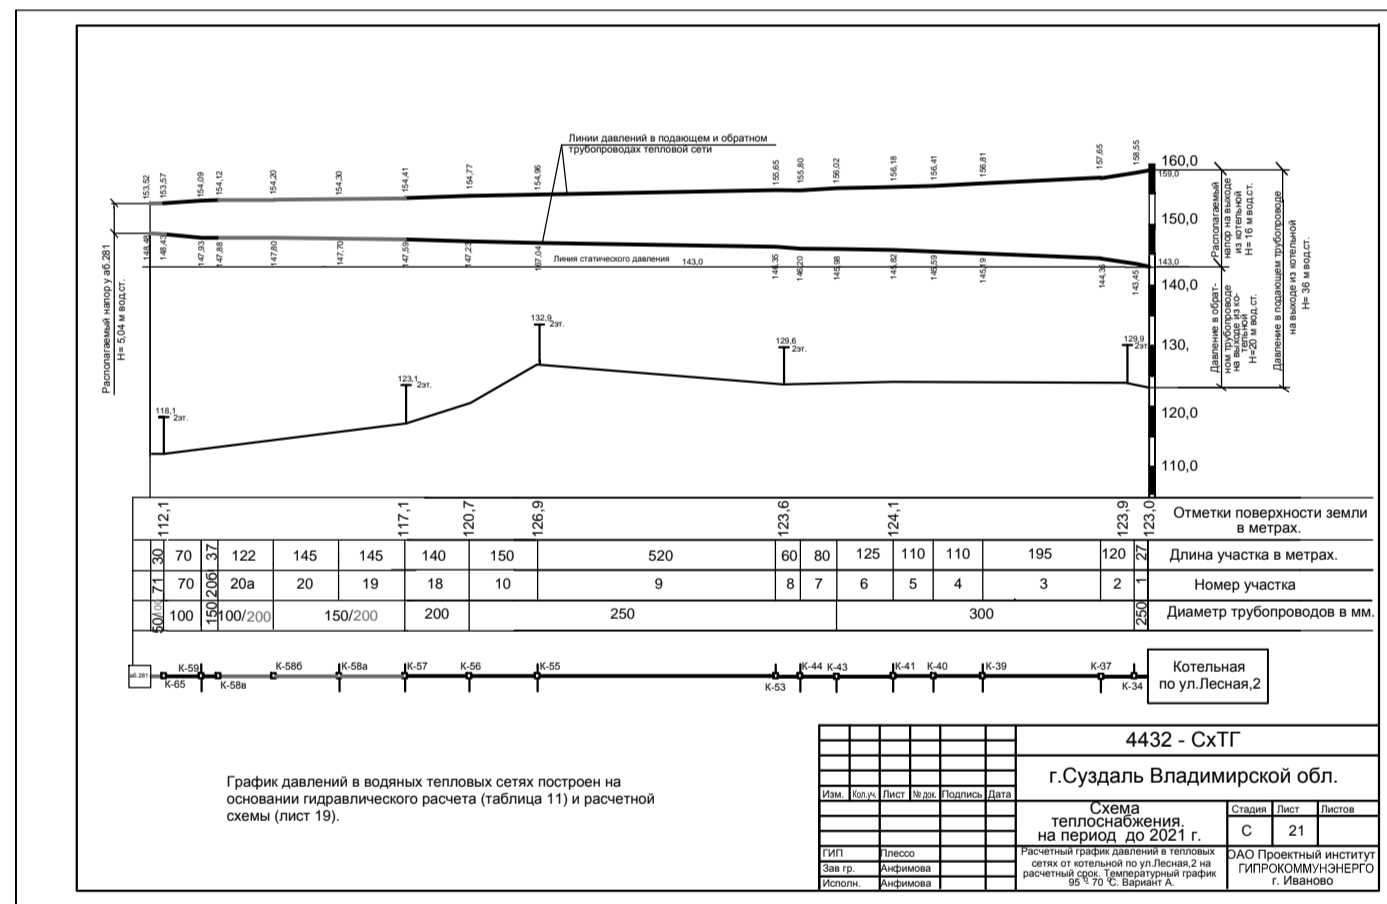 Линии давлений в подающем и обратном
трубопроводах тепловой сети
153,52
153,57
154,09
154,12
154,20
154,30
154,41
154,77
154,96
155,65
155,80
156,02
156,18
156,41
156,81
157,65
158,55
160,0
159,0
150,0
143,0
140,0
130,
120,0
110,0
148,48
148,43
147,93
147,88
147,80
147,70
147,59
147,23
146,35
146,20
145,98
145,82
145,59
145,19
144,35
143,45
Линия статического давления 143,0
Располагаемый напор у аб.281
Н= 5,04 м вод.ст.
Располагаемый
напор на выходе
из котельной
Н= 16 м вод.ст.
Давление в обрат-
ном трубопроводе
на выходе из ко-
тельной
Н=20 м вод.ст.
Давление в подающем трубопроводе
на выходе из котельной
Н= 36 м вод.ст.
118,1
2эт.
123,1
2эт.
132,9
2эт.
129,6
2эт.
129,9
2эт
112,1 117,1 120,7 126,9 123,6 124,1 123,9 123,0 Отметки поверхности земли
в метрах.
30 70 37 122 145 145 140 150 520 60 80 125 110 110 195 120 27 Длина участка в метрах.
71 70 20б 20а 20 19 18 10 9 8 7 6 5 4 3 2 1 Номер участка
50/100 100 150 100/200 150/200 200 250 300 250 Диаметр трубопроводов в мм.
К-59 К-58б К-58а К-57 К-56 К-55 К-44 К-43 К-41 К-40 К-39 К-37
аб.281 К-65 К-58в К-53 К-34
Котельная
по ул.Лесная,2
График давлений в водяных тепловых сетях построен на
основании гидравлического расчета (таблица 11) и расчетной
схемы (лист 19).
4432 - СхТГ
г.Суздаль Владимирской обл.
Изм. Кол.уч. Лист № док. Подпись Дата
Схема
теплоснабжения.
на период до 2021 г.
Стадия Лист Листов
С 21
ГИП Плессо
Зав гр. Анфимова
Исполн. Анфимова
Расчетный график давлений в тепловых
сетях от котельной по ул.Лесная,2 на
расчетный срок. Температурный график
95 º- 70 ºС. Вариант А.
ОАО Проектный институт
ГИПРОКОММУНЭНЕРГО
г. Иваново